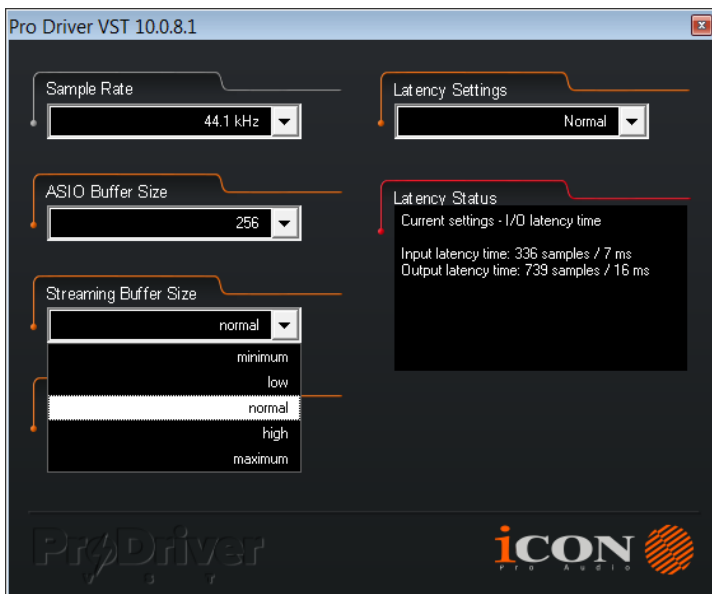 Pro Driver VST 10.0.8.1
Sample Rate
44.1 kHz
ASIO Buffer Size
256
Streaming Buffer Size
normal
minimum
low
normal
high
maximum
Latency Settings
Normal
Latency Status
Current settings - I/O latency time
Input latency time: 336 samples / 7 ms
Output latency time: 739 samples / 16 ms
ProDriver
V S T
iCON
Pro Audio